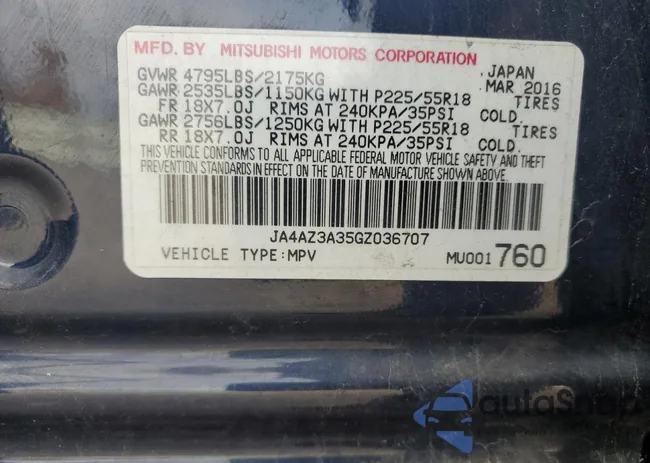 MFD. BY MITSUBISHI MOTORS CORPORATION
GVWR 4795LBS/2175KG JAPAN
MAR 2016
GAWR 2535LBS/1150KG WITH P225/55R18 TIRES
FR 18X7.0J RIMS AT 240KPA/35PSI COLD.
GAWR 2756LBS/1250KG WITH P225/55R18 TIRES
RR 18X7.0J RIMS AT 240KPA/35PSI COLD.
THIS VEHICLE CONFORMS TO ALL APPLICABLE FEDERAL MOTOR VEHICLE SAFETY AND THEFT
PREVENTION STANDARDS IN EFFECT ON THE DATE OF MANUFACTURE SHOWN ABOVE.
JA4AZ3A35GZ036707
VEHICLE TYPE:MPV MU001 760